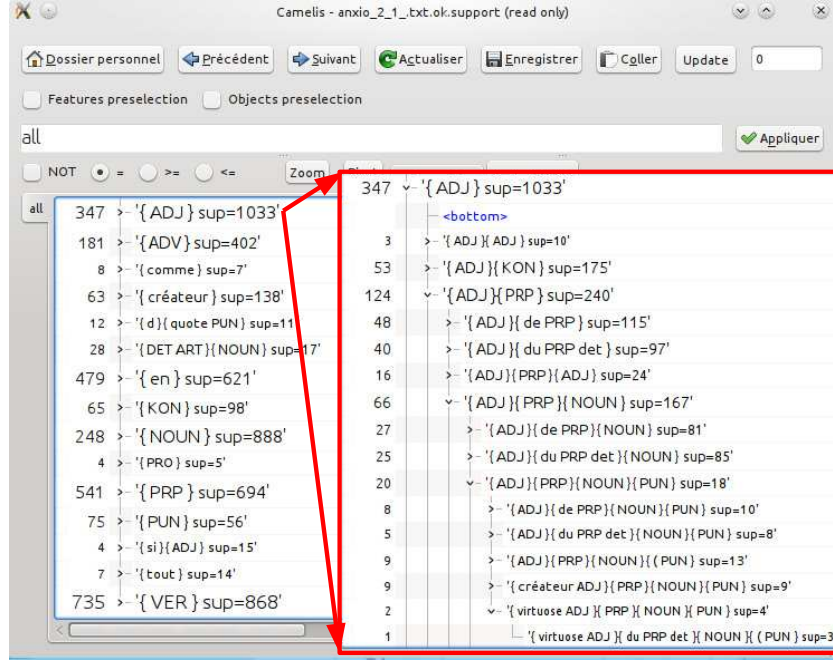 Camelis - anxio_2_1_.txt.ok.support (read only)
Dossier personnel Précédent Suivant Actualiser Enregistrer Coller Update 0
Features preselection Objects preselection
all
Appliquer
NOT = >= <= Zoom
all
347 '{ ADJ } sup=1033'
181 '{ADV } sup=402'
8 '{ comme } sup=7'
63 '{ créateur } sup=138'
12 '{d }{ quote PUN } sup=11
28 '{DET ART }{ NOUN } sup=17'
479 '{ en } sup=621'
65 '{ KON } sup=98'
248 '{ NOUN } sup=888'
4 '{ PRO } sup=5'
541 '{ PRP } sup=694'
75 '{ PUN } sup=56'
4 '{ si }{ ADJ } sup=15'
7 '{ tout } sup=14'
735 '{ VER } sup=868'
347 '{ ADJ } sup=1033'
<bottom>
3 '{ ADJ }{ ADJ } sup=10'
53 '{ ADJ }{ KON } sup=175'
124 '{ ADJ }{ PRP } sup=240'
48 '{ ADJ }{ de PRP } sup=115'
40 '{ ADJ }{ du PRP det } sup=97'
16 '{ ADJ }{ PRP }{ ADJ } sup=24'
66 '{ ADJ }{ PRP }{ NOUN } sup=167'
27 '{ ADJ }{ de PRP }{ NOUN } sup=81'
25 '{ ADJ }{ du PRP det }{ NOUN } sup=85'
20 '{ ADJ }{ PRP }{ NOUN }{ PUN } sup=18'
8 '{ ADJ }{ de PRP }{ NOUN }{ PUN } sup=10'
5 '{ ADJ }{ du PRP det }{ NOUN }{ PUN } sup=8'
9 '{ ADJ }{ PRP }{ NOUN }{ ( PUN } sup=13'
9 '{ créateur ADJ }{ PRP }{ NOUN }{ PUN } sup=9'
2 '{ virtuose ADJ }{ PRP }{ NOUN }{ PUN } sup=4'
1 '{ virtuose ADJ }{ du PRP det }{ NOUN }{ ( PUN } sup=3